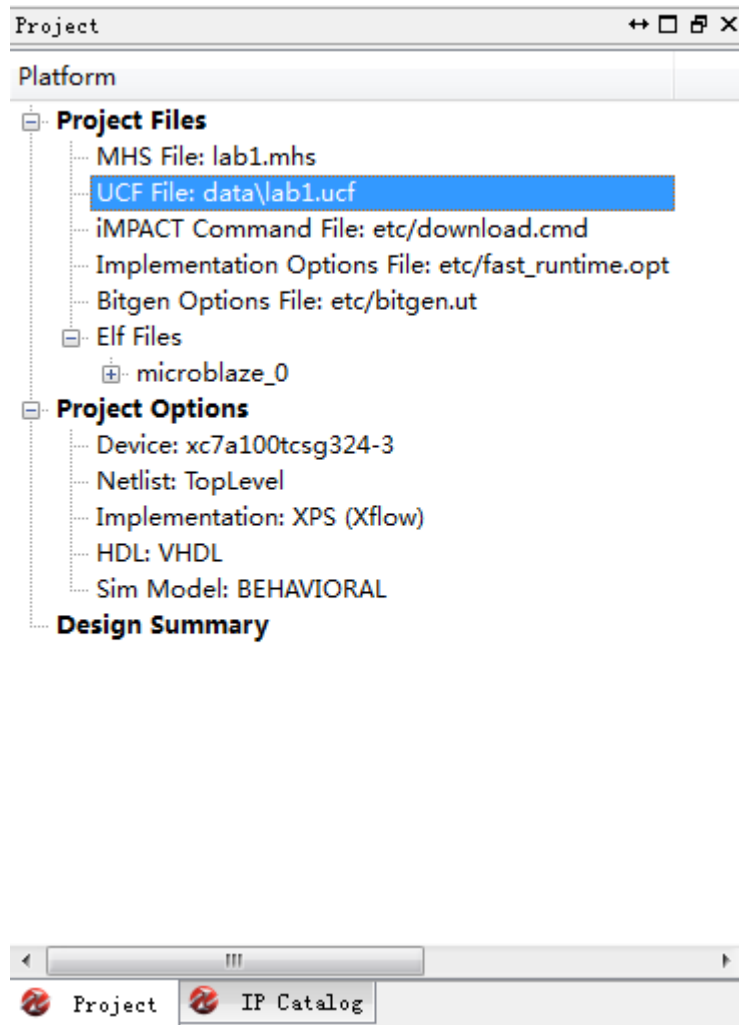 Project
Platform
Project Files
MHS File: lab1.mhs
UCF File: data\lab1.ucf
iMPACT Command File: etc/download.cmd
Implementation Options File: etc/fast_runtime.opt
Bitgen Options File: etc/bitgen.ut
Elf Files
microblaze_0
Project Options
Device: xc7a100tcsg324-3
Netlist: TopLevel
Implementation: XPS (Xflow)
HDL: VHDL
Sim Model: BEHAVIORAL
Design Summary
Project IP Catalog